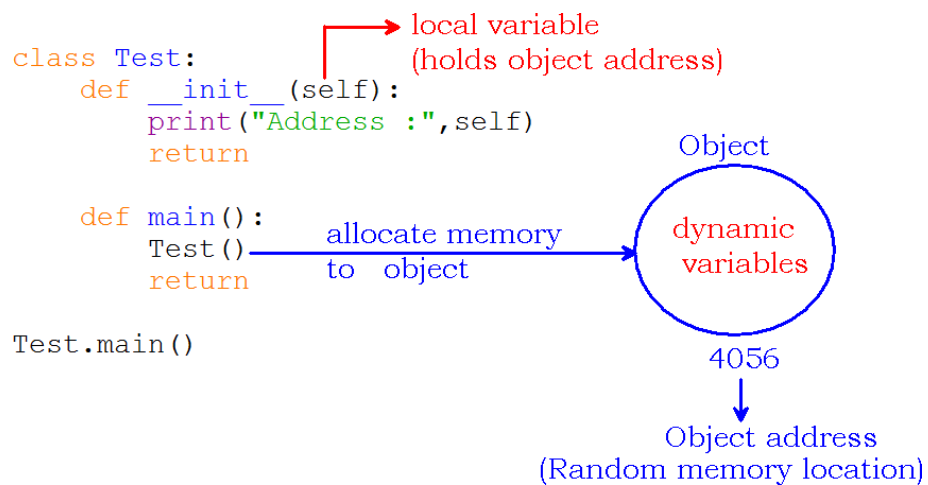 local variable
(holds object address)
class Test:
    def __init__(self):
        print("Address :",self)
        return
    def main():
        Test()
        return
Test.main()
allocate memory
to object
Object
dynamic
variables
4056
Object address
(Random memory location)